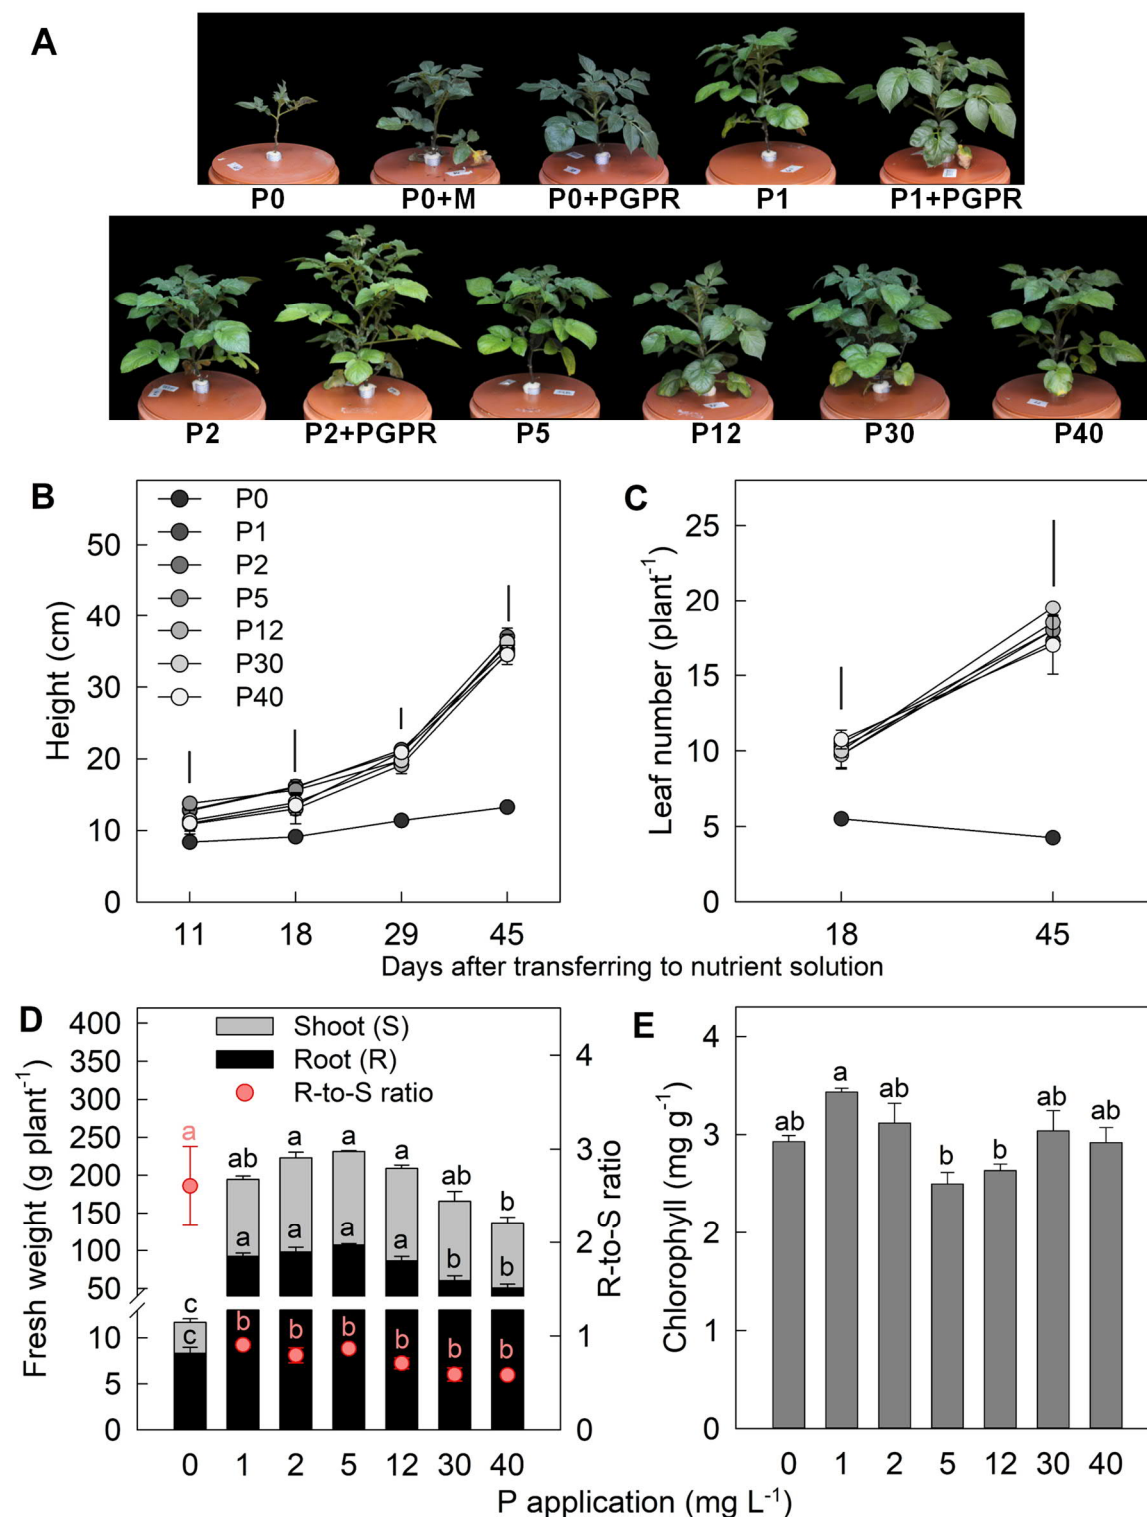 A
P0 P0+M P0+PGPR P1 P1+PGPR
P2 P2+PGPR P5 P12 P30 P40
B
P0
P1
P2
P5
P12
P30
P40
Height (cm)
50
40
30
20
10
0
11 18 29 45
C
Leaf number (plant⁻¹)
25
20
15
10
5
0
18 45
Days after transferring to nutrient solution
D
Shoot (S)
Root (R)
R-to-S ratio
Fresh weight (g plant⁻¹)
400
350
300
250
200
150
100
50
10
5
0
R-to-S ratio
4
3
2
1
0
a ab a a a ab b
a a a a b b
c
c
b b b b b b
0 1 2 5 12 30 40
E
Chlorophyll (mg g⁻¹)
4
3
2
1
0
ab a ab b b ab ab
0 1 2 5 12 30 40
P application (mg L⁻¹)